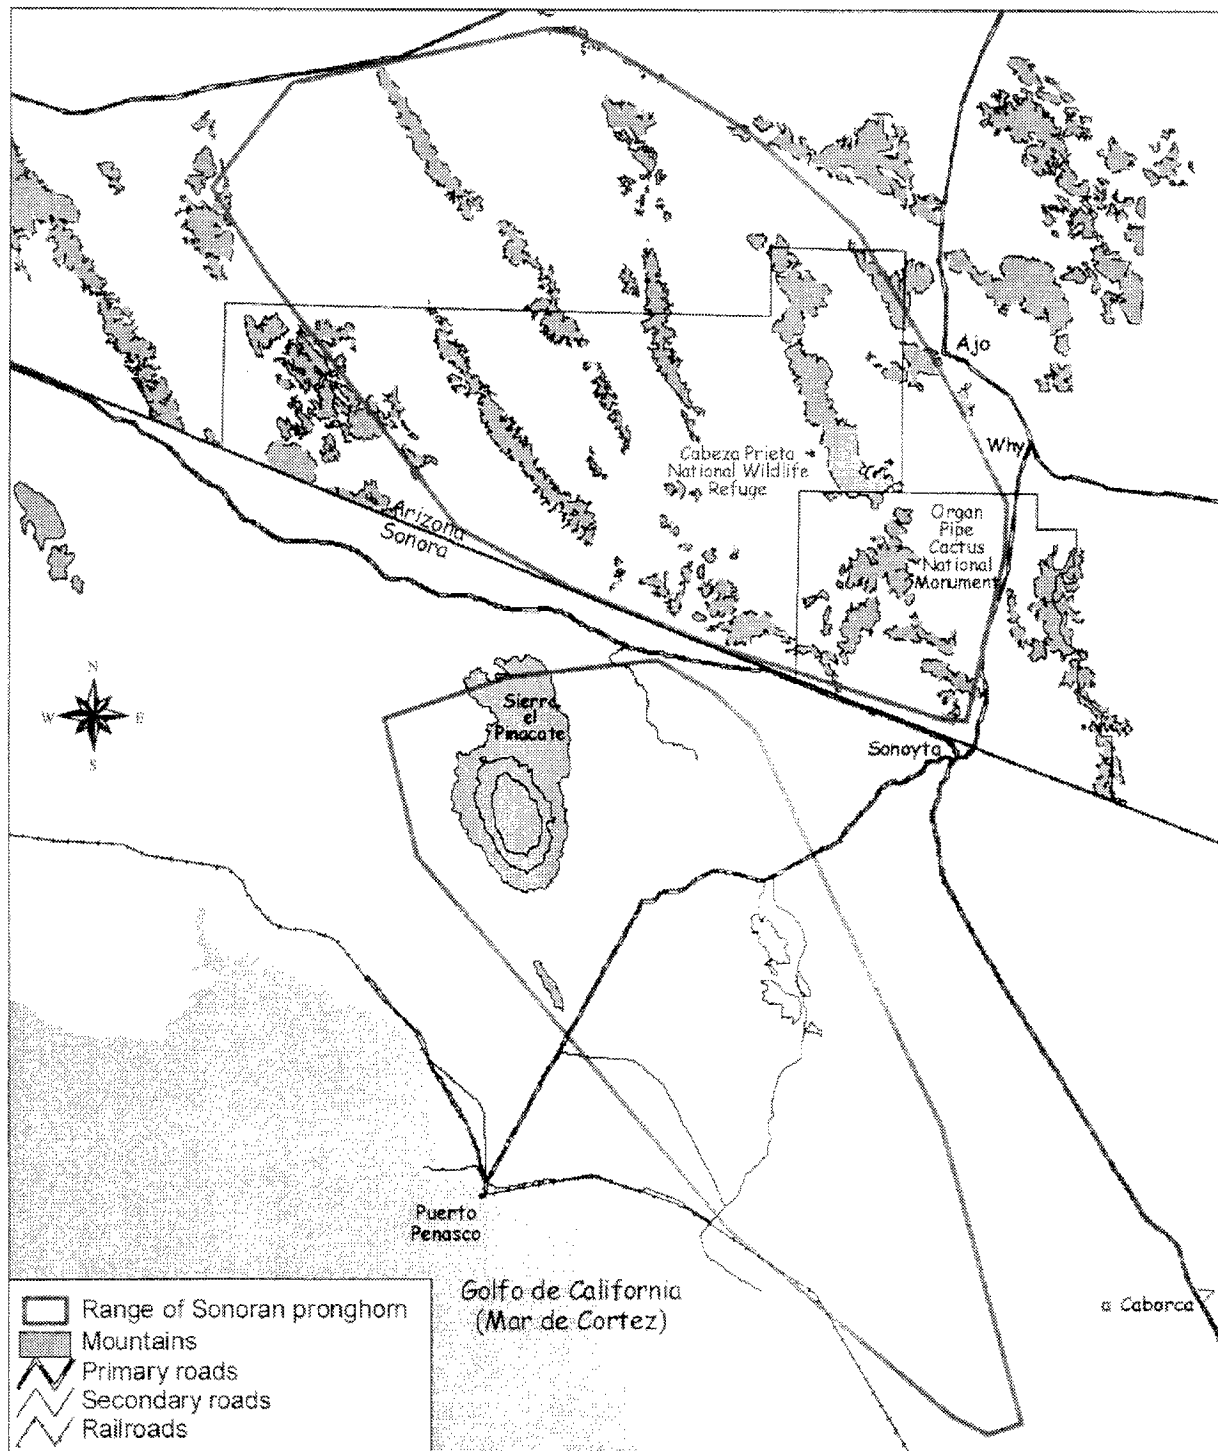 Ajo
Why
Cabeza Prieta
National Wildlife
Refuge
Organ
Pipe
Cactus
National
Monument
Arizona
Sonora
N
W
E
S
Sierra
el
Pinacate
Sonoyta
Puerto
Penasco
Golfo de California
(Mar de Cortez)
a Caborca
Range of Sonoran pronghorn
Mountains
Primary roads
Secondary roads
Railroads